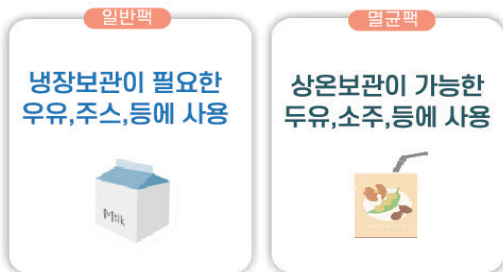 일반팩
냉장보관이 필요한
우유,주스,등에 사용
Milk
멸균팩
상온보관이 가능한
두유,소주,등에 사용